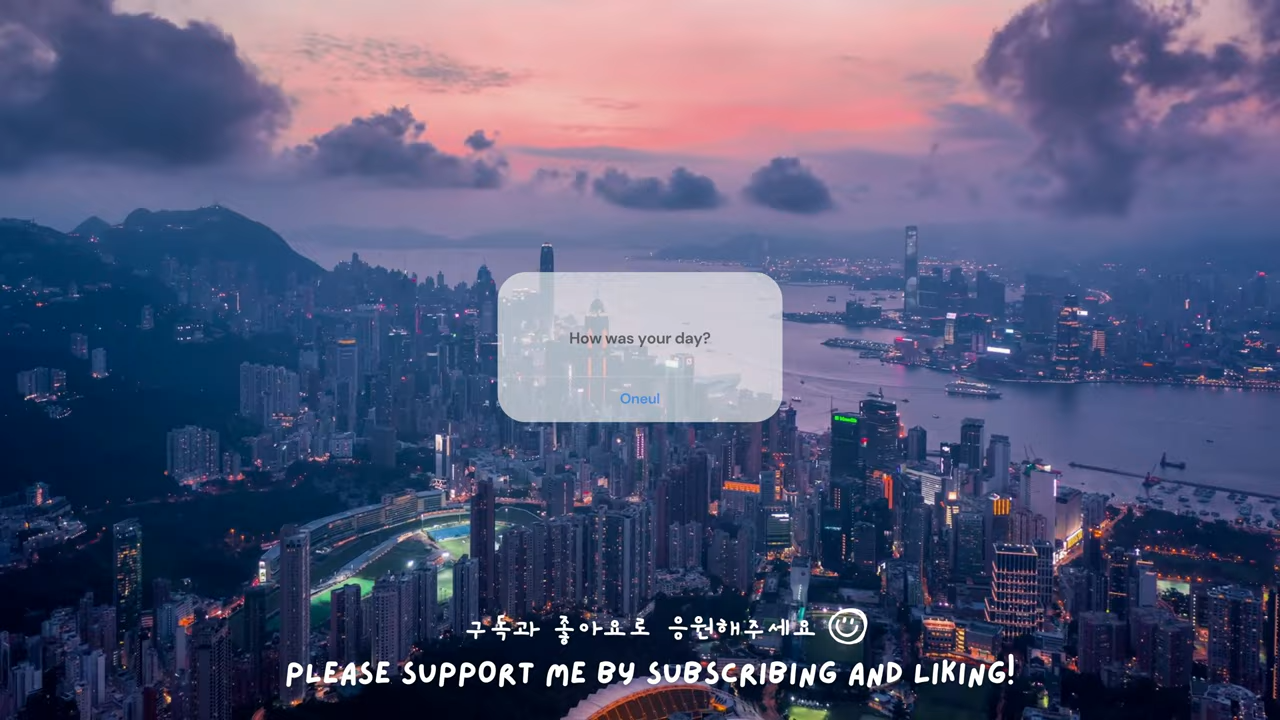 How was your day?
Oneul
구독과 좋아요로 응원해주세요
PLEASE SUPPORT ME BY SUBSCRIBING AND LIKING!